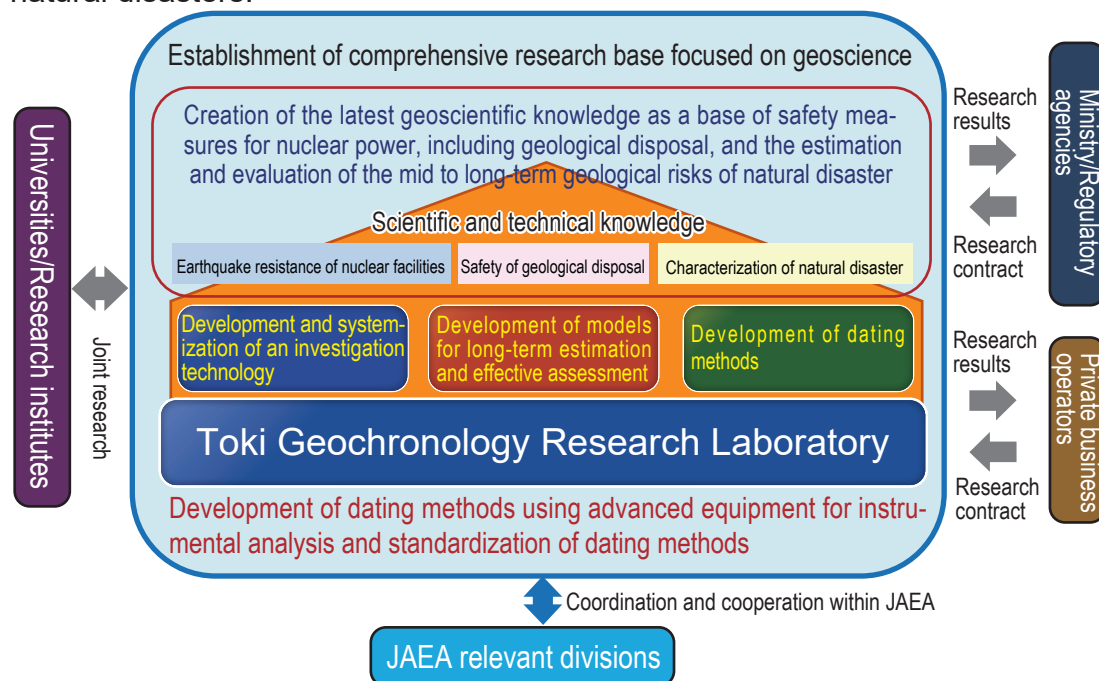 natural disasters.
Establishment of comprehensive research base focused on geoscience
Creation of the latest geoscientific knowledge as a base of safety mea-
sures for nuclear power, including geological disposal, and the estimation
and evaluation of the mid to long-term geological risks of natural disaster
Scientific and technical knowledge
Earthquake resistance of nuclear facilities
Safety of geological disposal
Characterization of natural disaster
Development and system-
ization of an investigation
technology
Development of models
for long-term estimation
and effective assessment
Development of dating
methods
Toki Geochronology Research Laboratory
Development of dating methods using advanced equipment for instru-
mental analysis and standardization of dating methods
Universities/Research institutes
Joint research
Research
results
Research
contract
Ministry/Regulatory
agencies
Research
results
Research
contract
Private business
operators
Coordination and cooperation within JAEA
JAEA relevant divisions